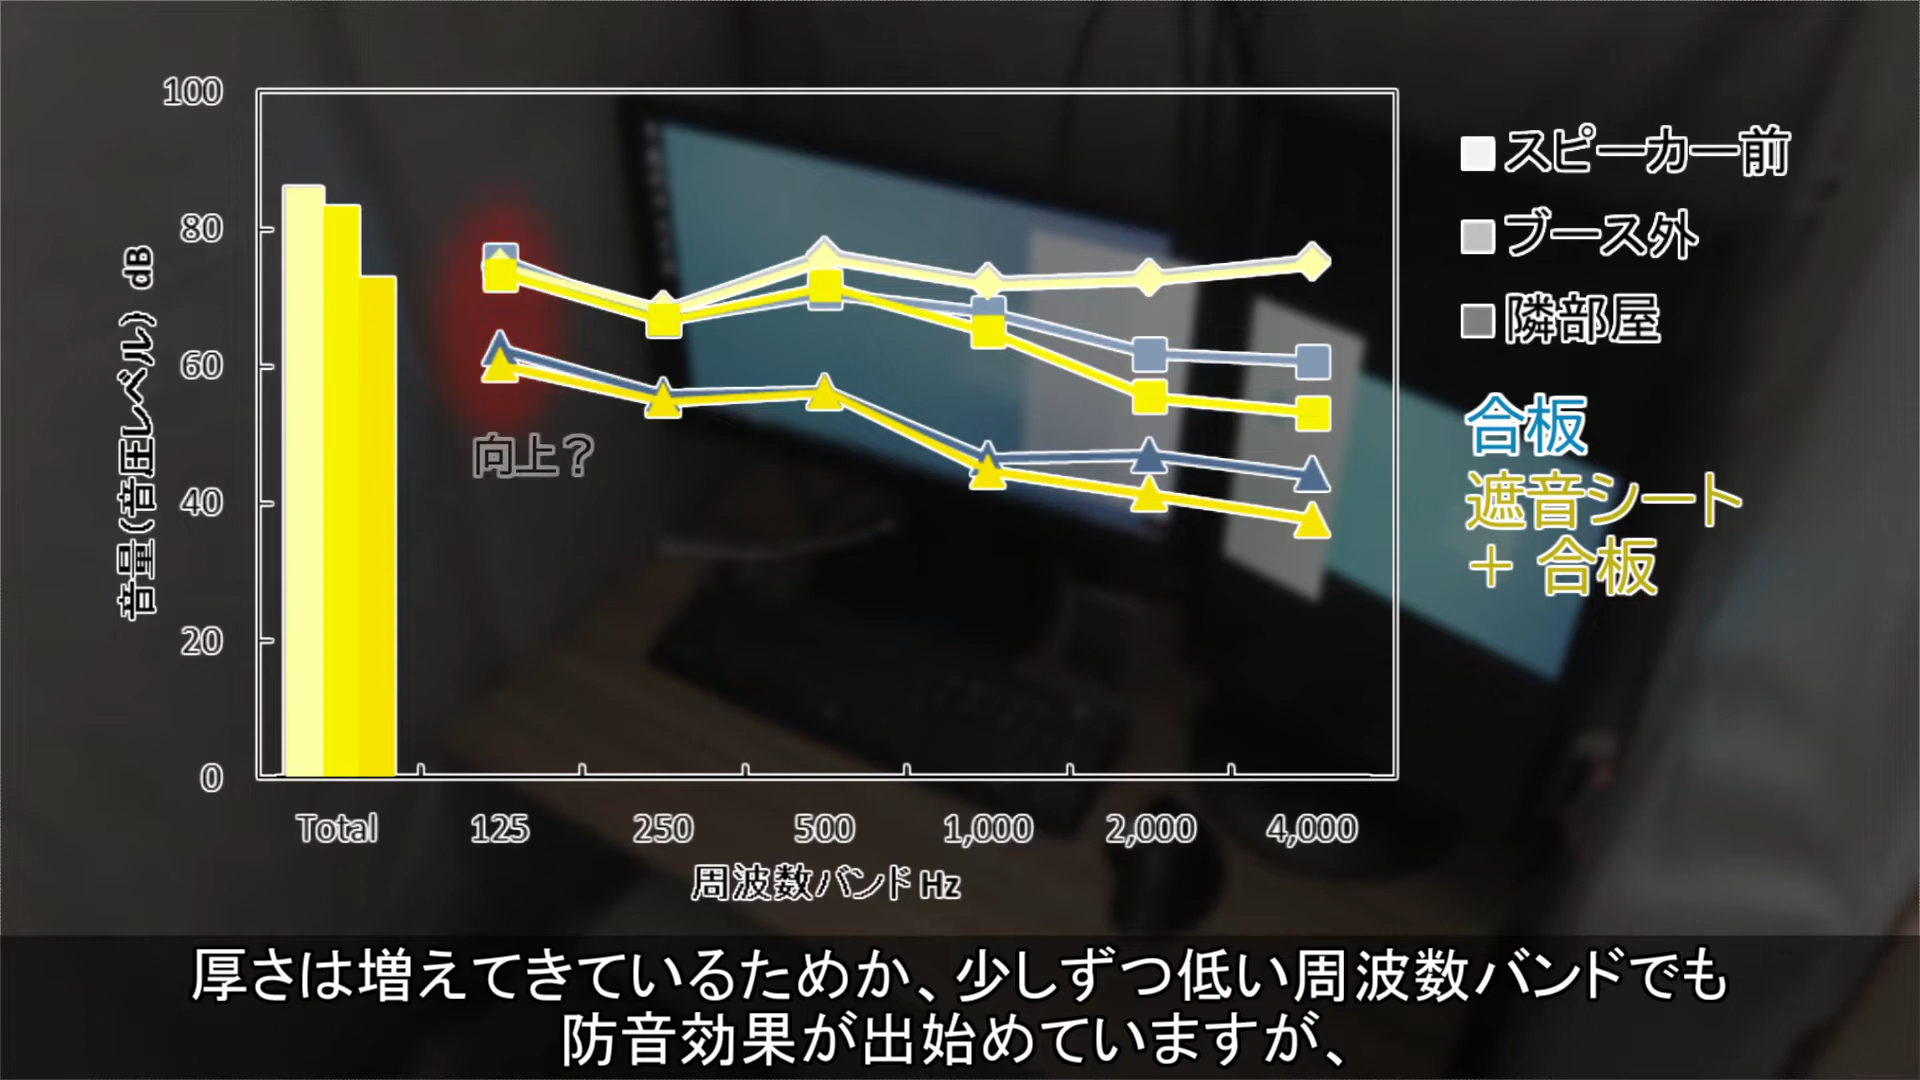 100
80
60
40
20
0
音量(音圧レベル) dB
向上？
Total 125 250 500 1,000 2,000 4,000
周波数バンド Hz
スピーカー前
ブース外
隣部屋
合板
遮音シート
＋ 合板
厚さは増えてきているためか、少しずつ低い周波数バンドでも
防音効果が出始めていますが、